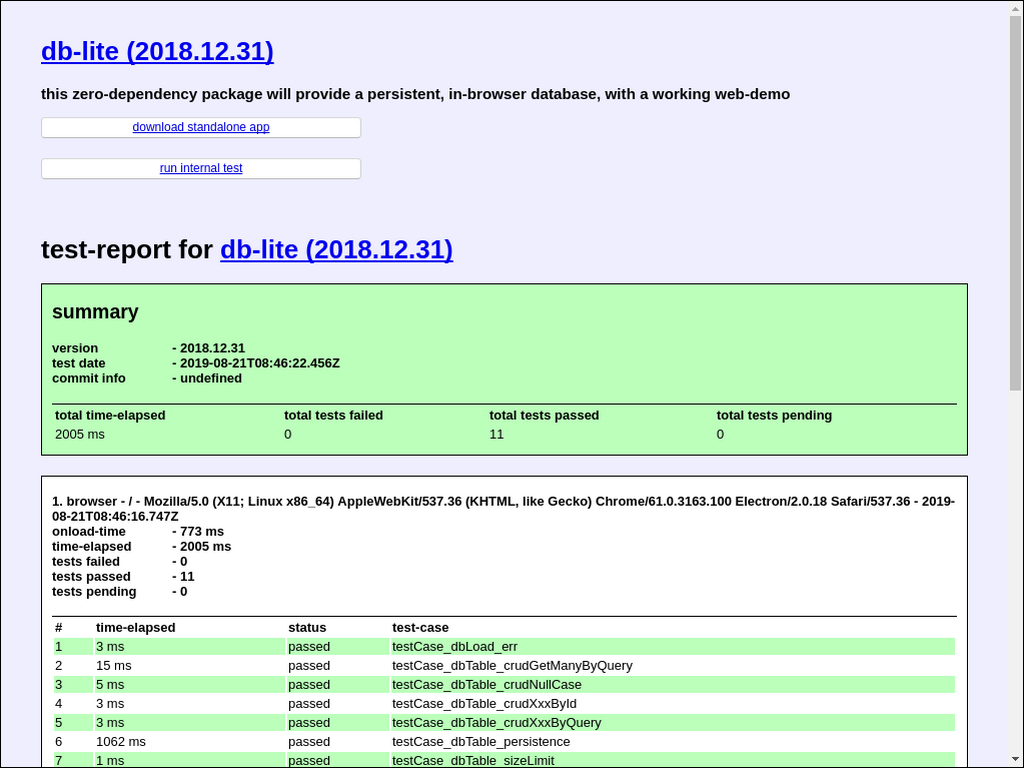 db-lite (2018.12.31)
this zero-dependency package will provide a persistent, in-browser database, with a working web-demo
download standalone app
run internal test
test-report for db-lite (2018.12.31)
summary
version - 2018.12.31
test date - 2019-08-21T08:46:22.456Z
commit info - undefined
total time-elapsed total tests failed total tests passed total tests pending
2005 ms 0 11 0
1. browser - / - Mozilla/5.0 (X11; Linux x86_64) AppleWebKit/537.36 (KHTML, like Gecko) Chrome/61.0.3163.100 Electron/2.0.18 Safari/537.36 - 2019-
08-21T08:46:16.747Z
onload-time - 773 ms
time-elapsed - 2005 ms
tests failed - 0
tests passed - 11
tests pending - 0
# time-elapsed status test-case
1 3 ms passed testCase_dbLoad_err
2 15 ms passed testCase_dbTable_crudGetManyByQuery
3 5 ms passed testCase_dbTable_crudNullCase
4 3 ms passed testCase_dbTable_crudXxxById
5 3 ms passed testCase_dbTable_crudXxxByQuery
6 1062 ms passed testCase_dbTable_persistence
7 1 ms passed testCase_dbTable_sizeLimit